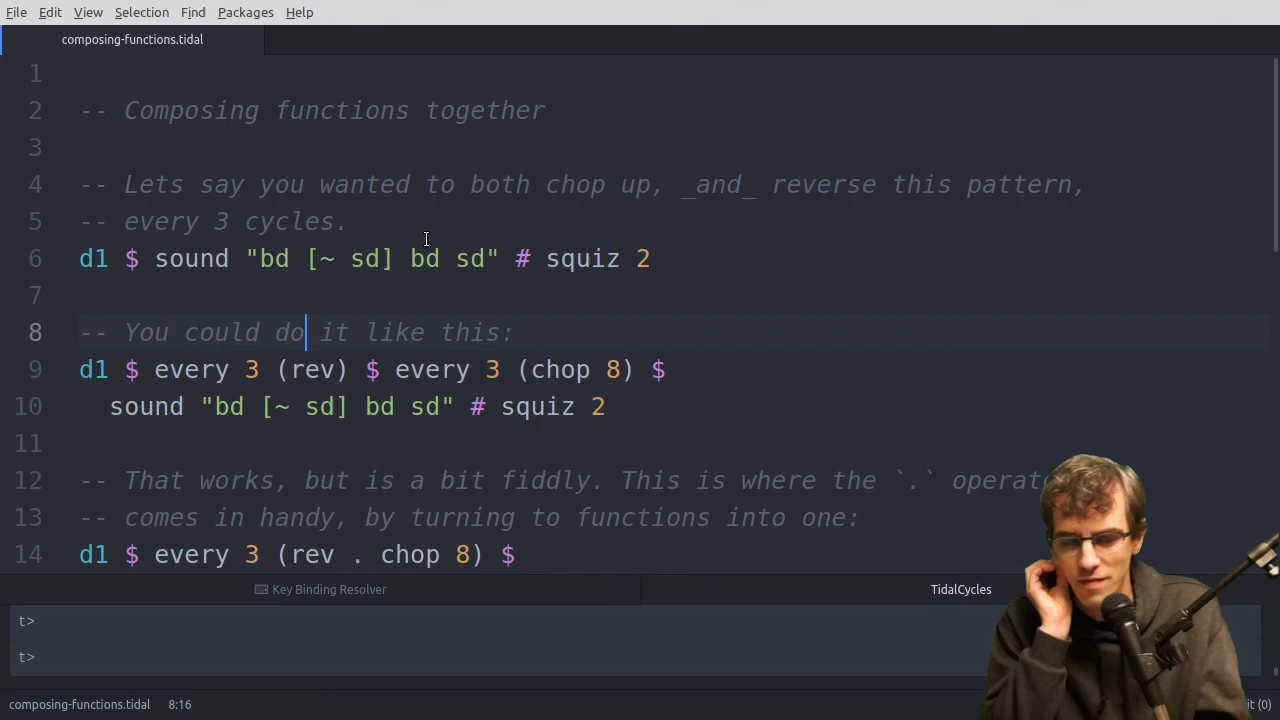 File Edit View Selection Find Packages Help
composing-functions.tidal
1
2 -- Composing functions together
3
4 -- Lets say you wanted to both chop up, _and_ reverse this pattern,
5 -- every 3 cycles.
6 d1 $ sound "bd [~ sd] bd sd" # squiz 2
7
8 -- You could do it like this:
9 d1 $ every 3 (rev) $ every 3 (chop 8) $
10 sound "bd [~ sd] bd sd" # squiz 2
11
12 -- That works, but is a bit fiddly. This is where the `.`
13 -- comes in handy, by turning to functions into one:
14 d1 $ every 3 (rev . chop 8) $
Key Binding Resolver TidalCycles
t>
t>
composing-functions.tidal 8:16 (0)